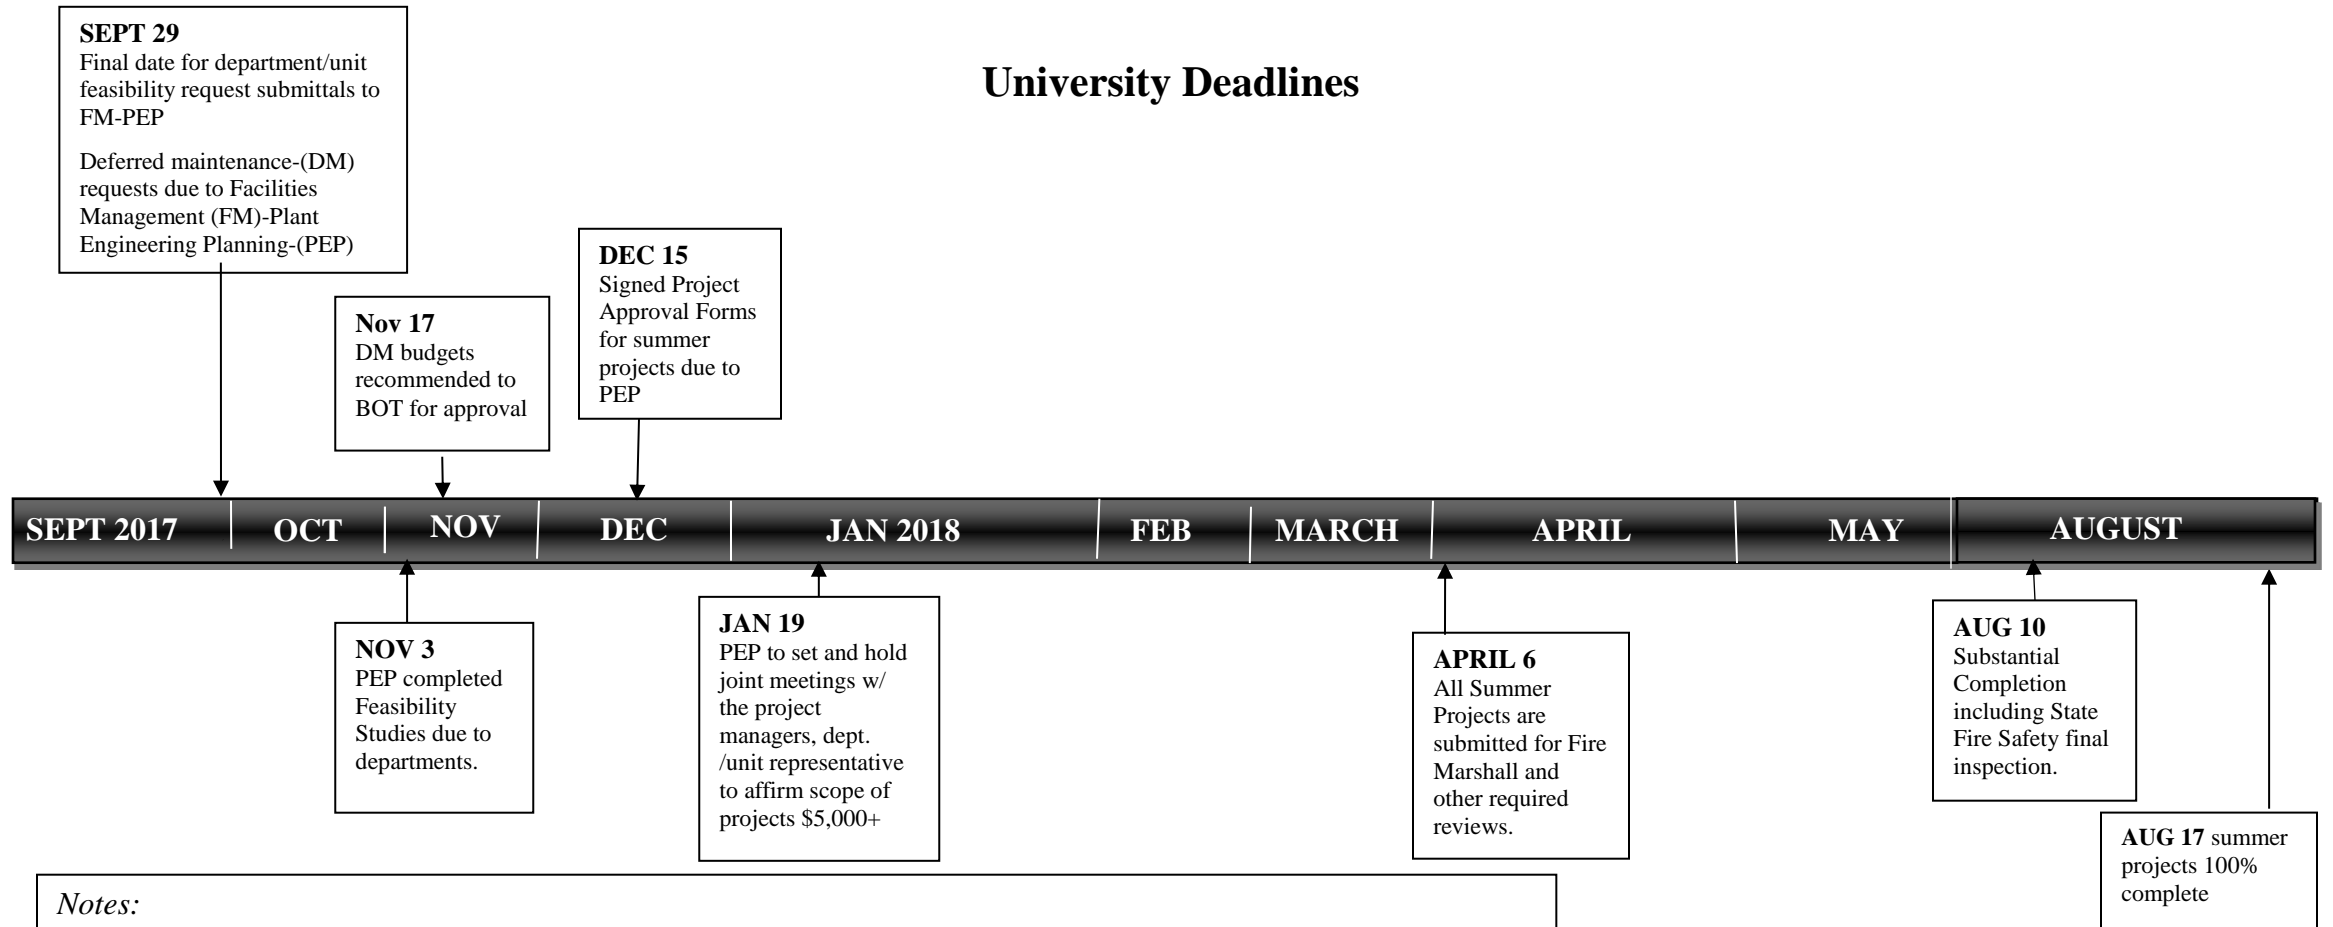 SEPT 29
Final date for department/unit
feasibility request submittals to
FM-PEP
Deferred maintenance-(DM)
requests due to Facilities
Management (FM)-Plant
Engineering Planning-(PEP)
University Deadlines
Nov 17
DM budgets
recommended to
BOT for approval
DEC 15
Signed Project
Approval Forms
for summer
projects due to
PEP
SEPT 2017
OCT
NOV
DEC
JAN 2018
FEB
MARCH
APRIL
MAY
AUGUST
NOV 3
PEP completed
Feasibility
Studies due to
departments.
JAN 19
PEP to set and hold
joint meetings w/
the project
managers, dept.
/unit representative
to affirm scope of
projects $5,000+
APRIL 6
All Summer
Projects are
submitted for Fire
Marshall and
other required
reviews.
AUG 10
Substantial
Completion
including State
Fire Safety final
inspection.
AUG 17 summer
projects 100%
complete
Notes: